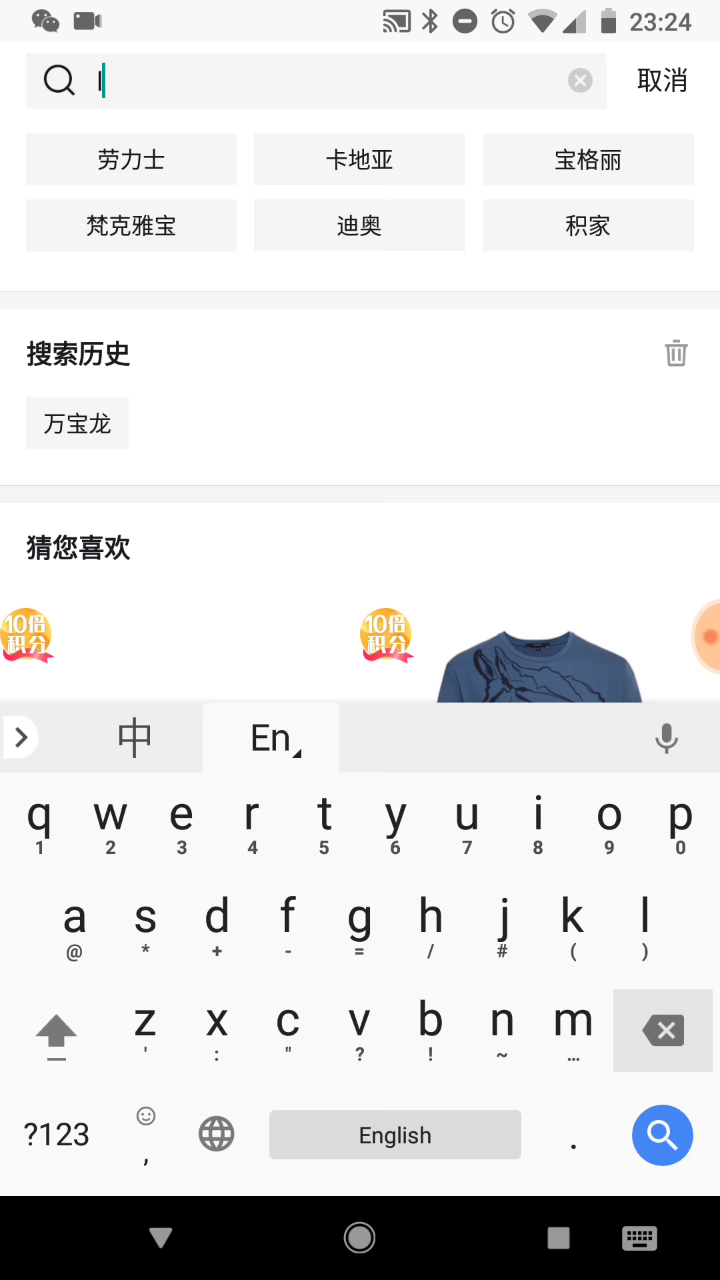 23:24
l
取消
劳力士 卡地亚 宝格丽
梵克雅宝 迪奥 积家
搜索历史
万宝龙
猜您喜欢
10倍
积分
10倍
积分
中 En
q w e r t y u i o p
1 2 3 4 5 6 7 8 9 0
a s d f g h j k l
@ * + - = / # ( )
z x c v b n m
' : " ? ! ~ …
?123 , English .